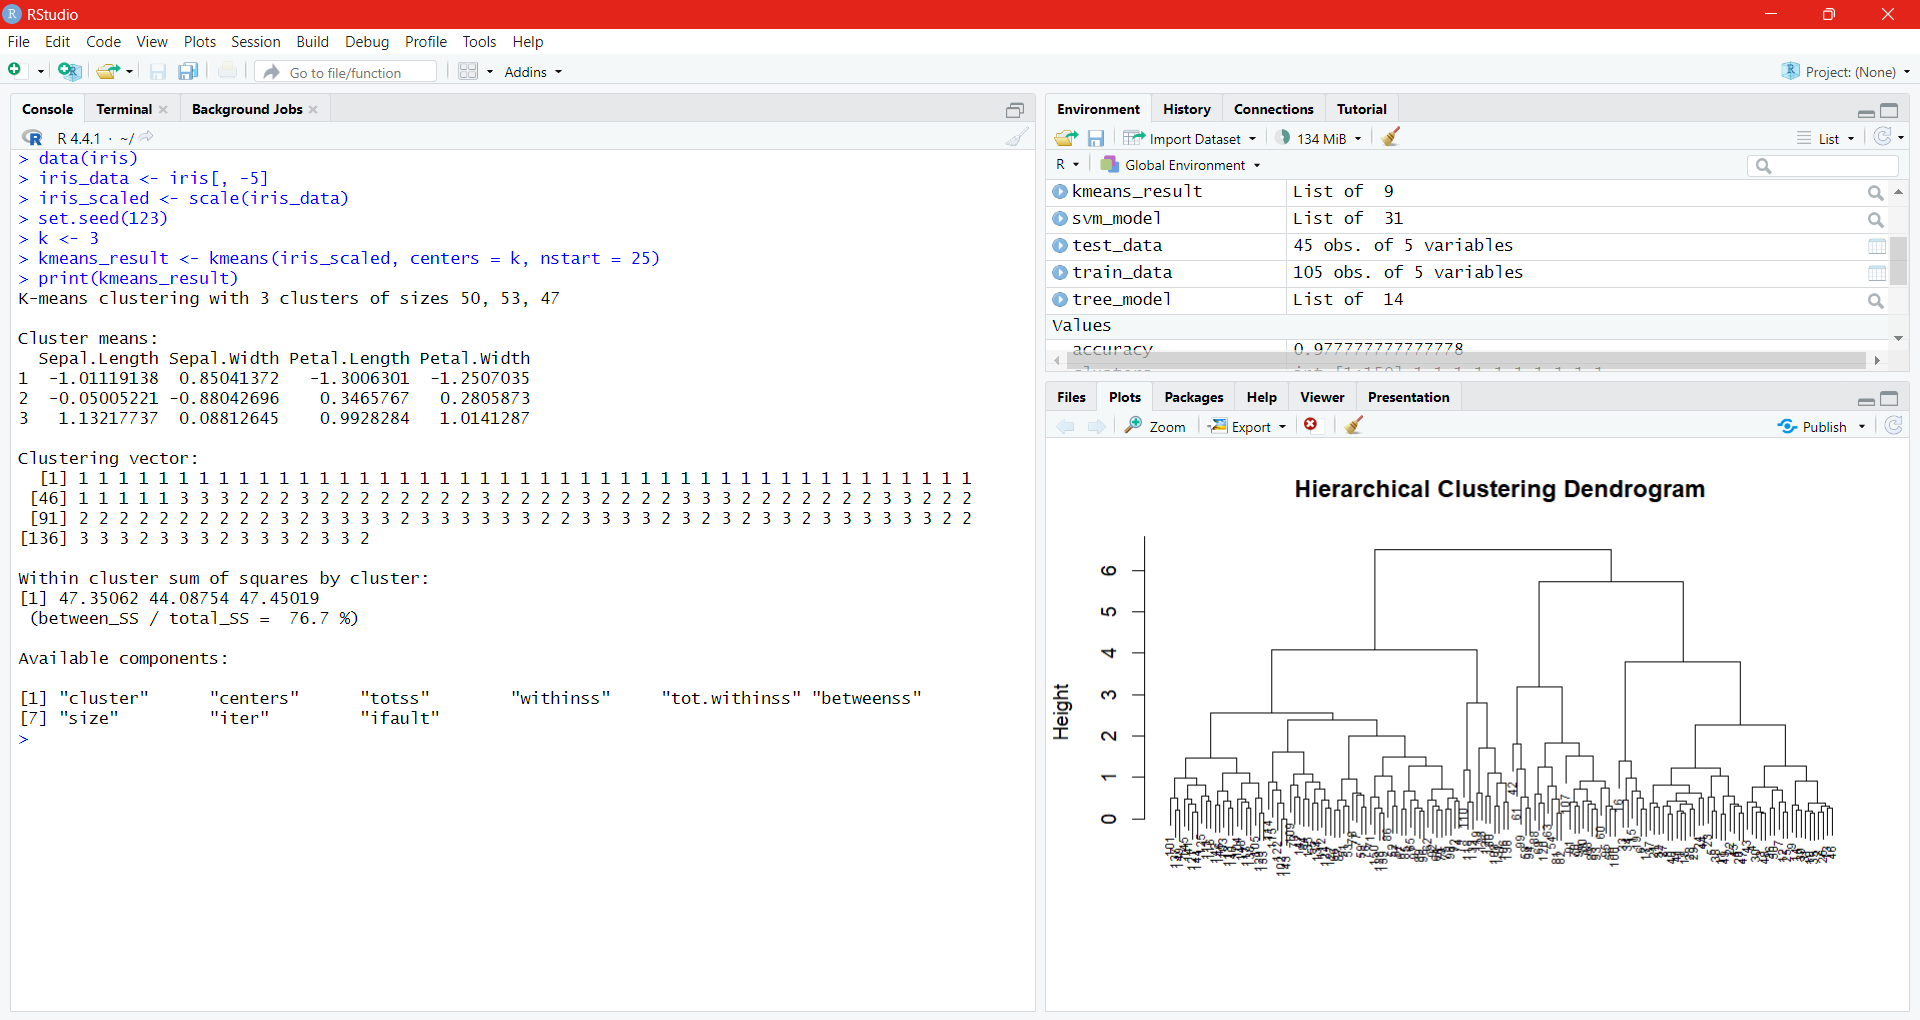 RStudio
File Edit Code View Plots Session Build Debug Profile Tools Help
Go to file/function Addins Project: (None)
Console Terminal Background Jobs
R 4.4.1 · ~/
> data(iris)
> iris_data <- iris[, -5]
> iris_scaled <- scale(iris_data)
> set.seed(123)
> k <- 3
> kmeans_result <- kmeans(iris_scaled, centers = k, nstart = 25)
> print(kmeans_result)
K-means clustering with 3 clusters of sizes 50, 53, 47
Cluster means:
Sepal.Length Sepal.Width Petal.Length Petal.Width
1 -1.01119138 0.85041372 -1.3006301 -1.2507035
2 -0.05005221 -0.88042696 0.3465767 0.2805873
3 1.13217737 0.08812645 0.9928284 1.0141287
Clustering vector:
[1] 1 1 1 1 1 1 1 1 1 1 1 1 1 1 1 1 1 1 1 1 1 1 1 1 1 1 1 1 1 1 1 1 1 1 1 1 1 1 1 1 1 1 1 1 1
[46] 1 1 1 1 1 3 3 3 2 2 2 3 2 2 2 2 2 2 2 2 3 2 2 2 2 3 2 2 2 2 3 3 3 2 2 2 2 2 2 2 3 3 2 2 2
[91] 2 2 2 2 2 2 2 2 2 2 3 2 3 3 3 3 2 3 3 3 3 3 3 2 2 3 3 3 3 2 3 2 3 2 3 3 2 3 3 3 3 3 3 2 2
[136] 3 3 3 2 3 3 3 2 3 3 3 2 3 3 2
Within cluster sum of squares by cluster:
[1] 47.35062 44.08754 47.45019
(between_SS / total_SS = 76.7 %)
Available components:
[1] "cluster" "centers" "totss" "withinss" "tot.withinss" "betweenss"
[7] "size" "iter" "ifault"
>
Environment History Connections Tutorial
Import Dataset 134 MiB List
R Global Environment
kmeans_result List of 9
svm_model List of 31
test_data 45 obs. of 5 variables
train_data 105 obs. of 5 variables
tree_model List of 14
Values
accuracy 0.977777777777778
Files Plots Packages Help Viewer Presentation
Zoom Export Publish
Hierarchical Clustering Dendrogram
Height
6
5
4
3
2
1
0
42
61
107
110
16